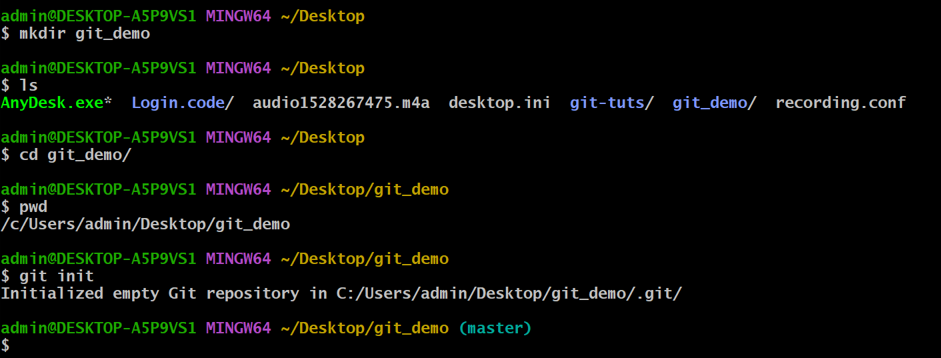 admin@DESKTOP-A5P9VS1 MINGW64 ~/Desktop
$ mkdir git_demo
admin@DESKTOP-A5P9VS1 MINGW64 ~/Desktop
$ ls
AnyDesk.exe*  Login.code/  audio1528267475.m4a  desktop.ini  git-tuts/  git_demo/  recording.conf
admin@DESKTOP-A5P9VS1 MINGW64 ~/Desktop
$ cd git_demo/
admin@DESKTOP-A5P9VS1 MINGW64 ~/Desktop/git_demo
$ pwd
/c/Users/admin/Desktop/git_demo
admin@DESKTOP-A5P9VS1 MINGW64 ~/Desktop/git_demo
$ git init
Initialized empty Git repository in C:/Users/admin/Desktop/git_demo/.git/
admin@DESKTOP-A5P9VS1 MINGW64 ~/Desktop/git_demo (master)
$